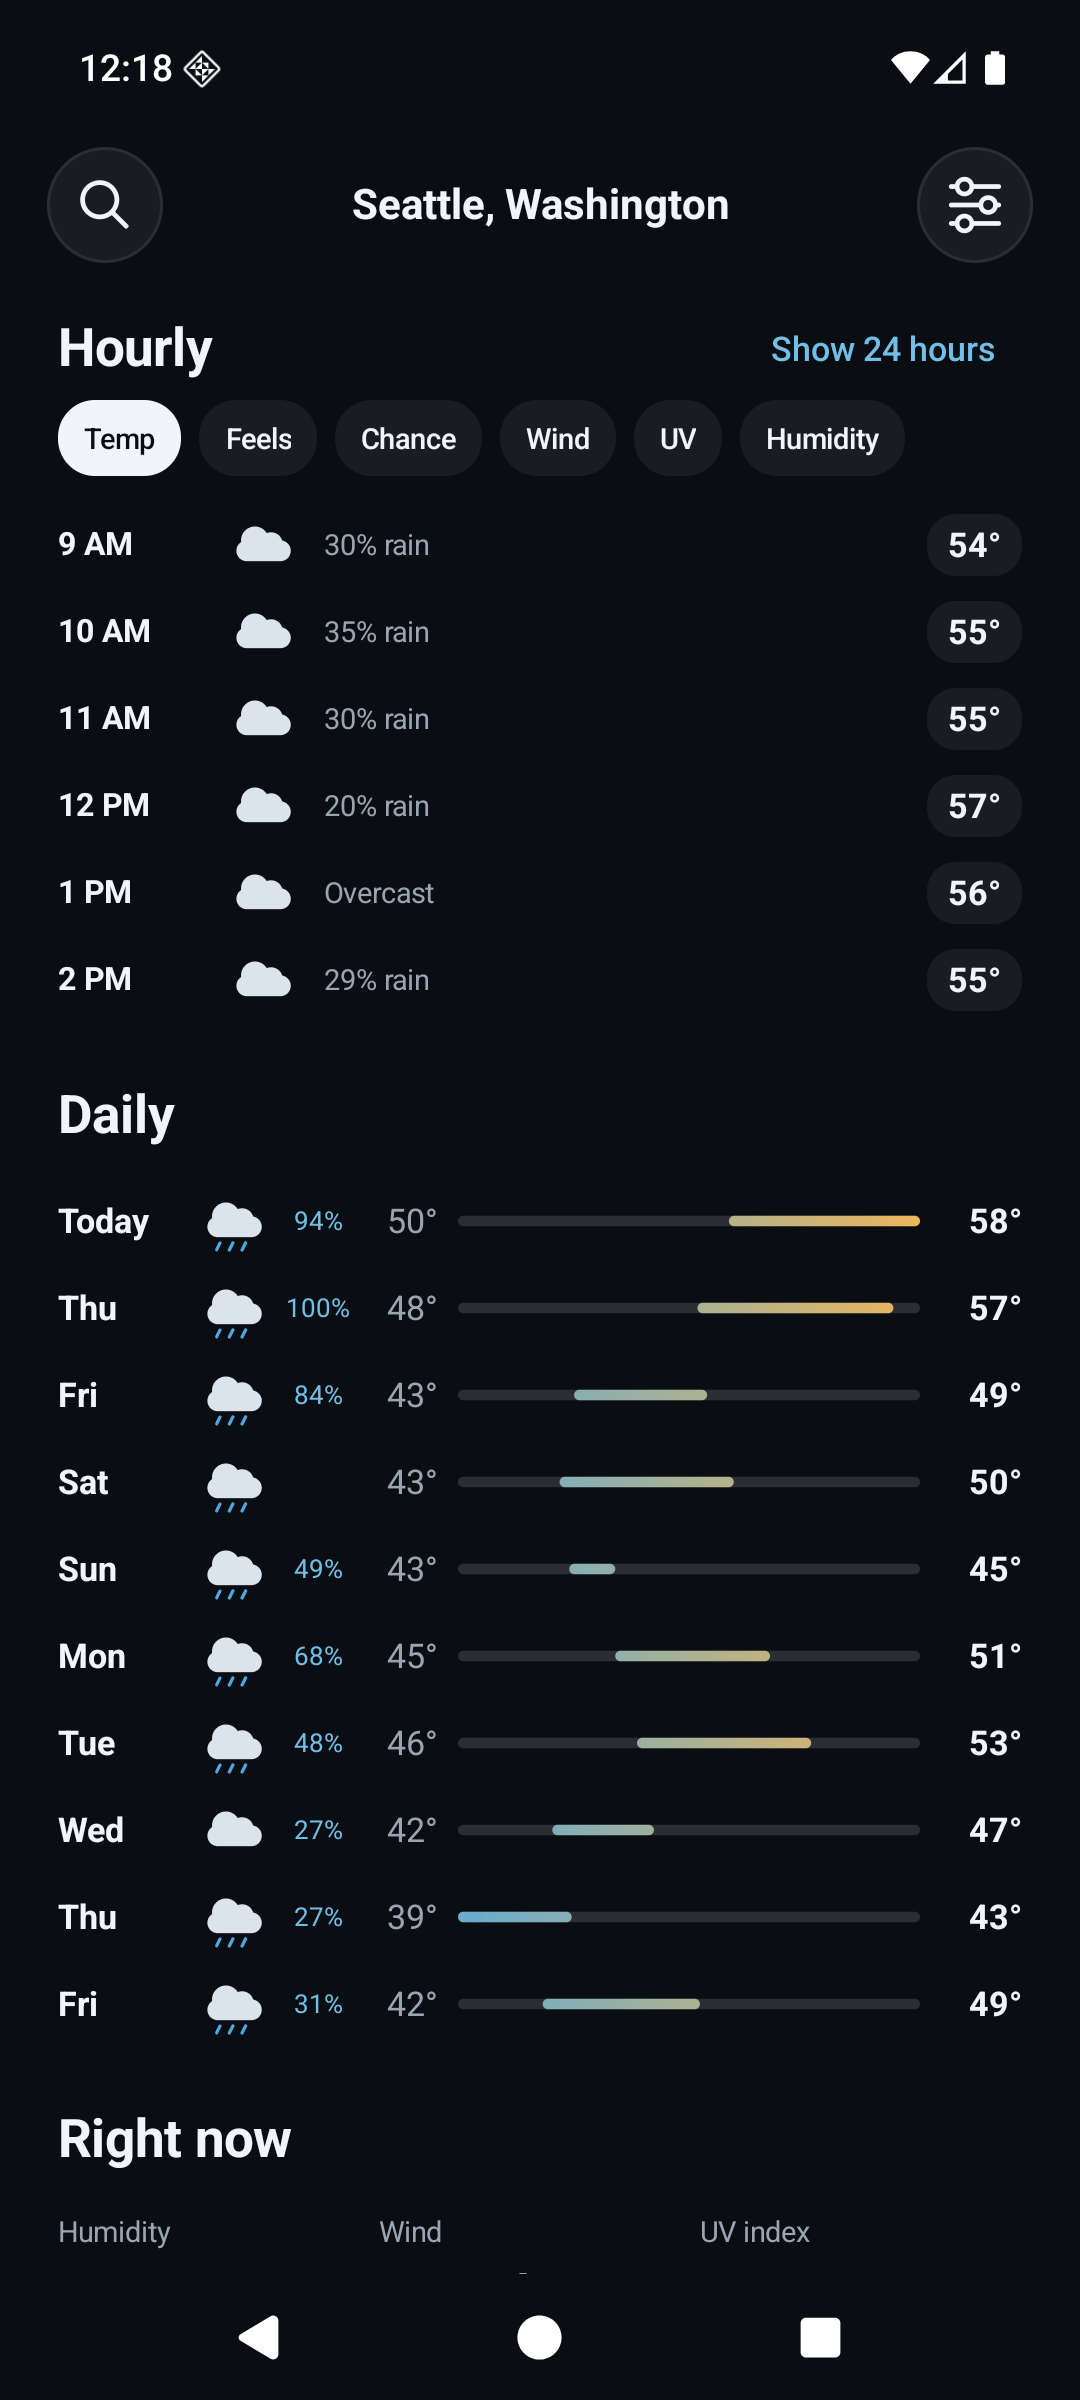 12:18
Seattle, Washington
Hourly Show 24 hours
Temp Feels Chance Wind UV Humidity
9 AM 30% rain 54°
10 AM 35% rain 55°
11 AM 30% rain 55°
12 PM 20% rain 57°
1 PM Overcast 56°
2 PM 29% rain 55°
Daily
Today 94% 50° 58°
Thu 100% 48° 57°
Fri 84% 43° 49°
Sat 43° 50°
Sun 49% 43° 45°
Mon 68% 45° 51°
Tue 48% 46° 53°
Wed 27% 42° 47°
Thu 27% 39° 43°
Fri 31% 42° 49°
Right now
Humidity Wind UV index